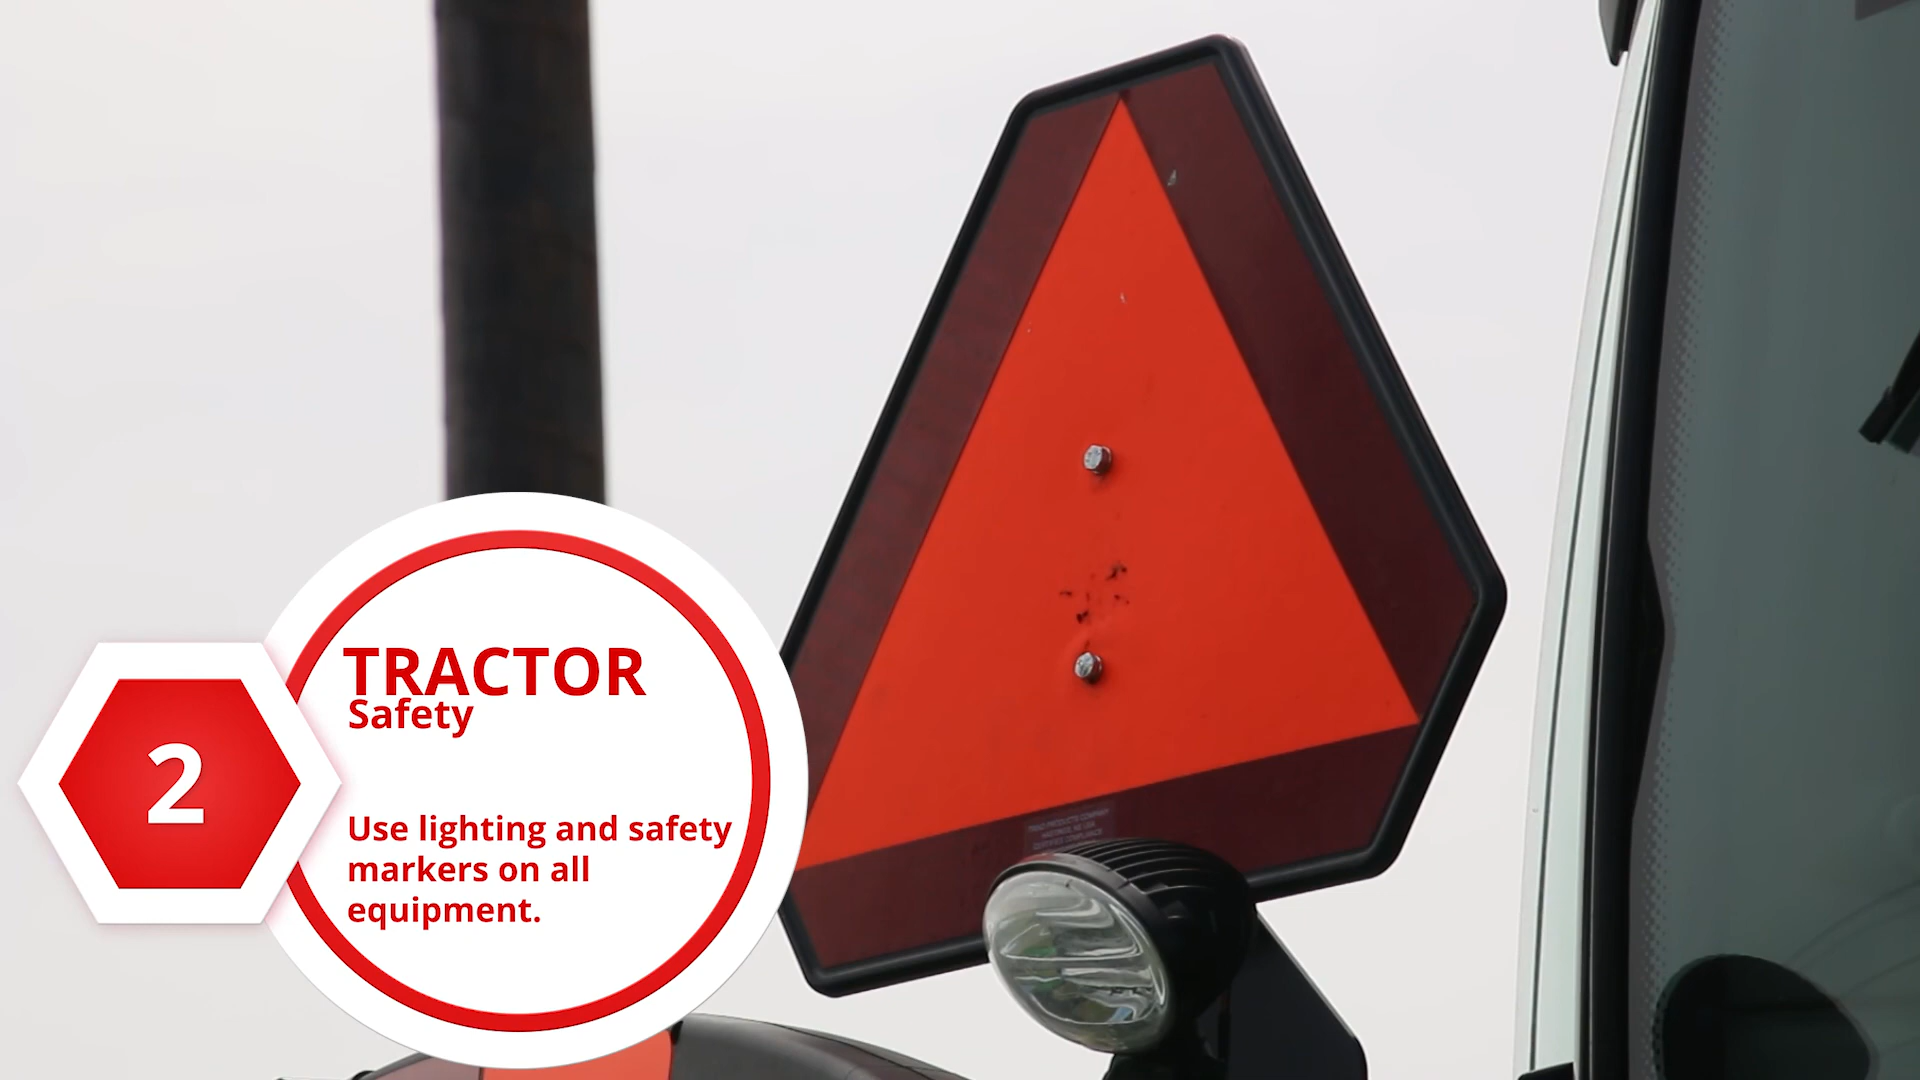 2
TRACTOR
Safety
Use lighting and safety
markers on all
equipment.